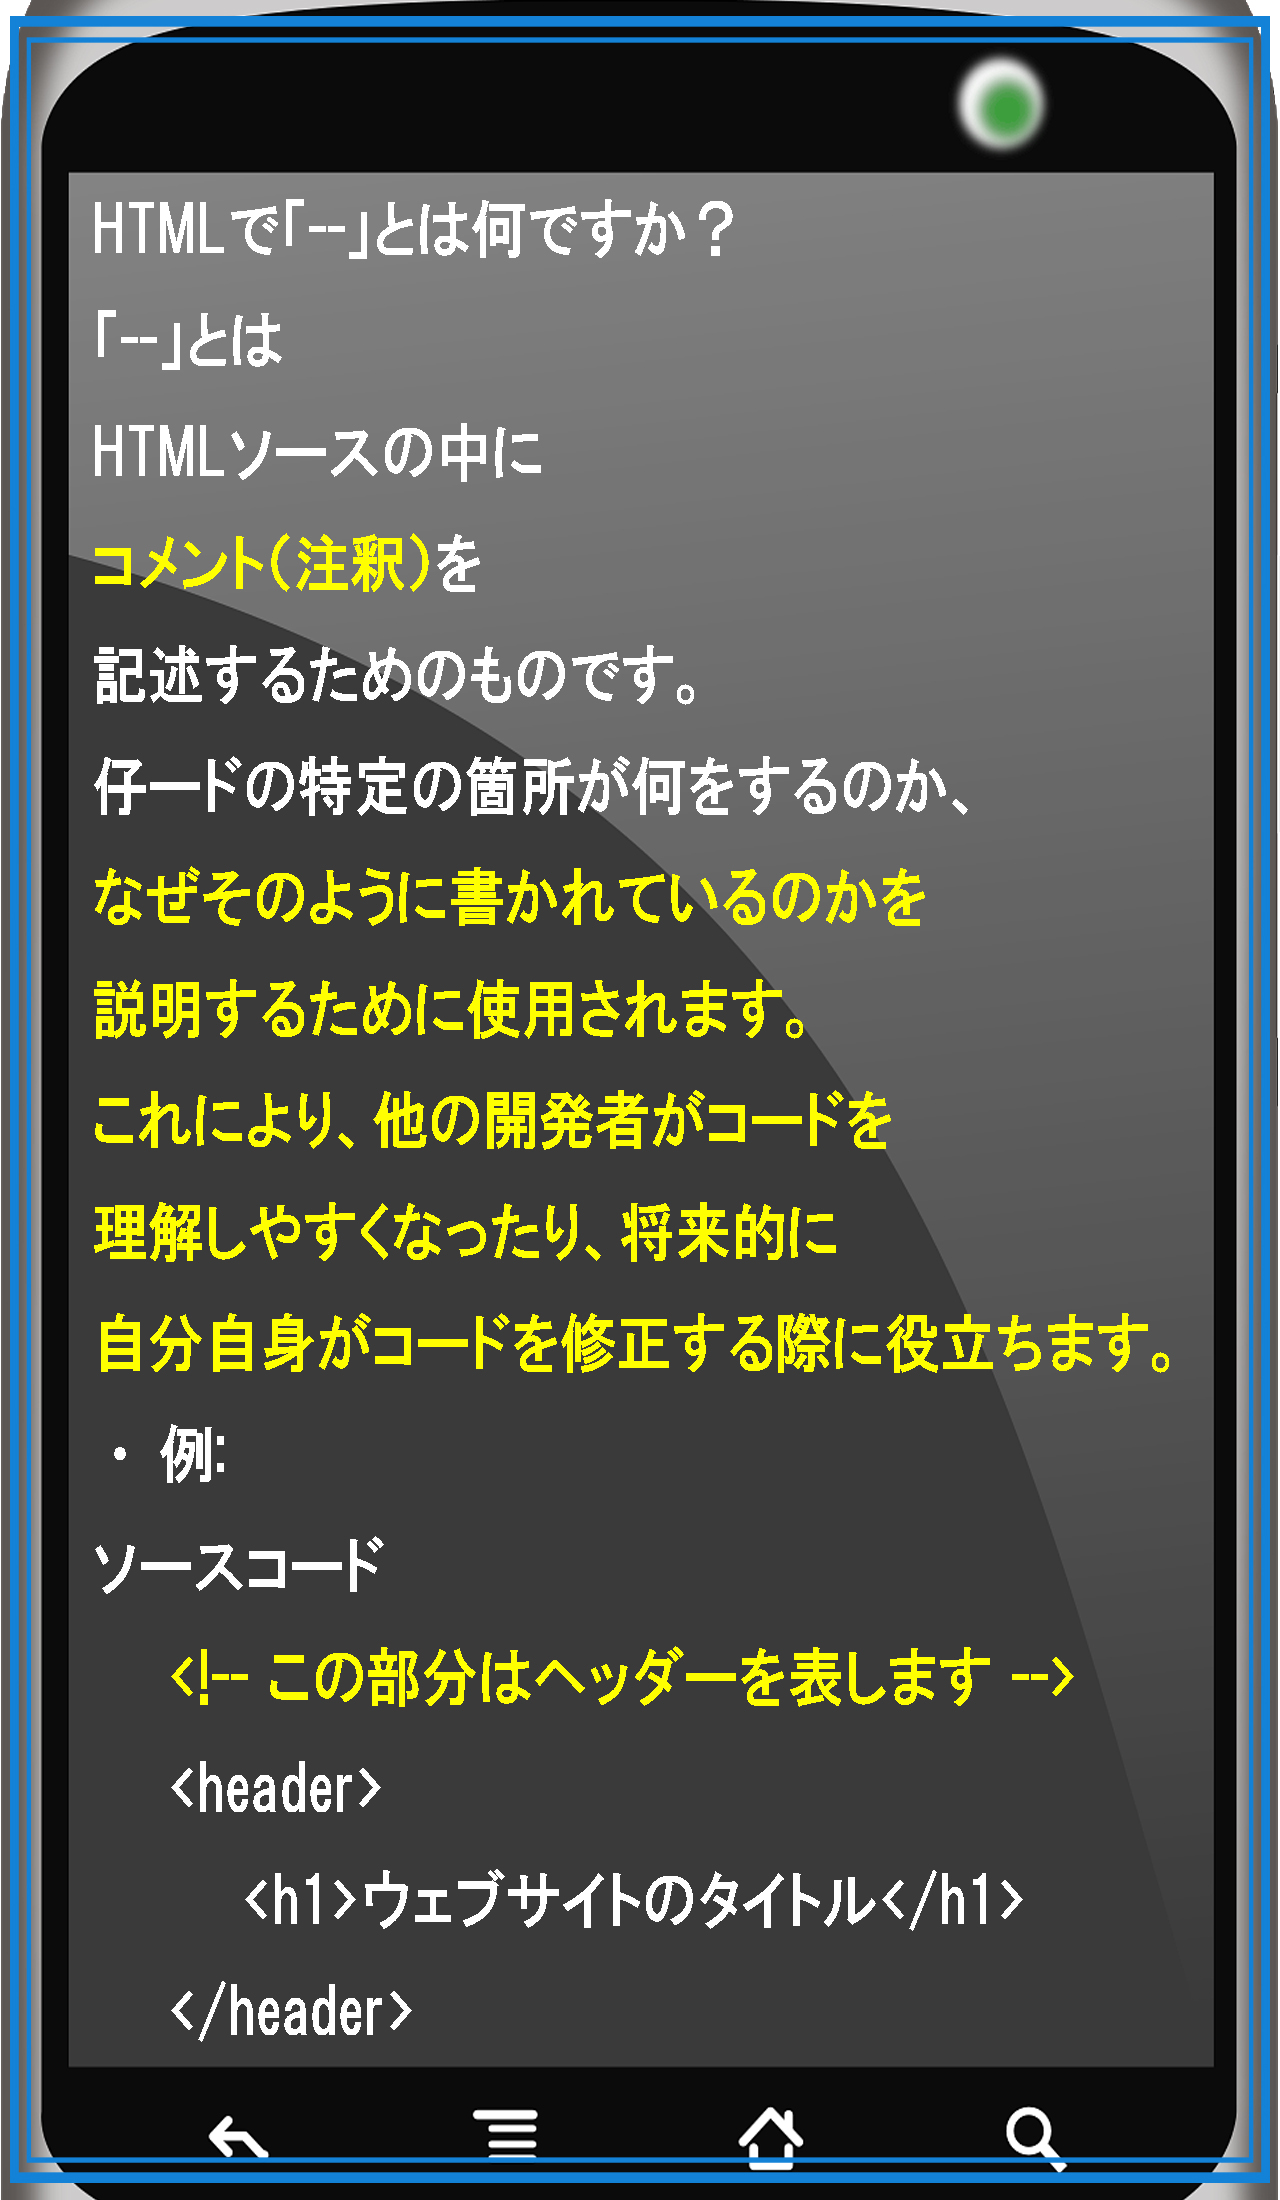 HTMLで「--」とは何ですか？
「--」とは
HTMLソースの中に
コメント（注釈）を
記述するためのものです。
仔ードの特定の箇所が何をするのか、
なぜそのように書かれているのかを
説明するために使用されます。
これにより、他の開発者がコードを
理解しやすくなったり、将来的に
自分自身がコードを修正する際に役立ちます。
・ 例:
ソースコード
<!-- この部分はヘッダーを表します -->
<header>
<h1>ウェブサイトのタイトル</h1>
</header>